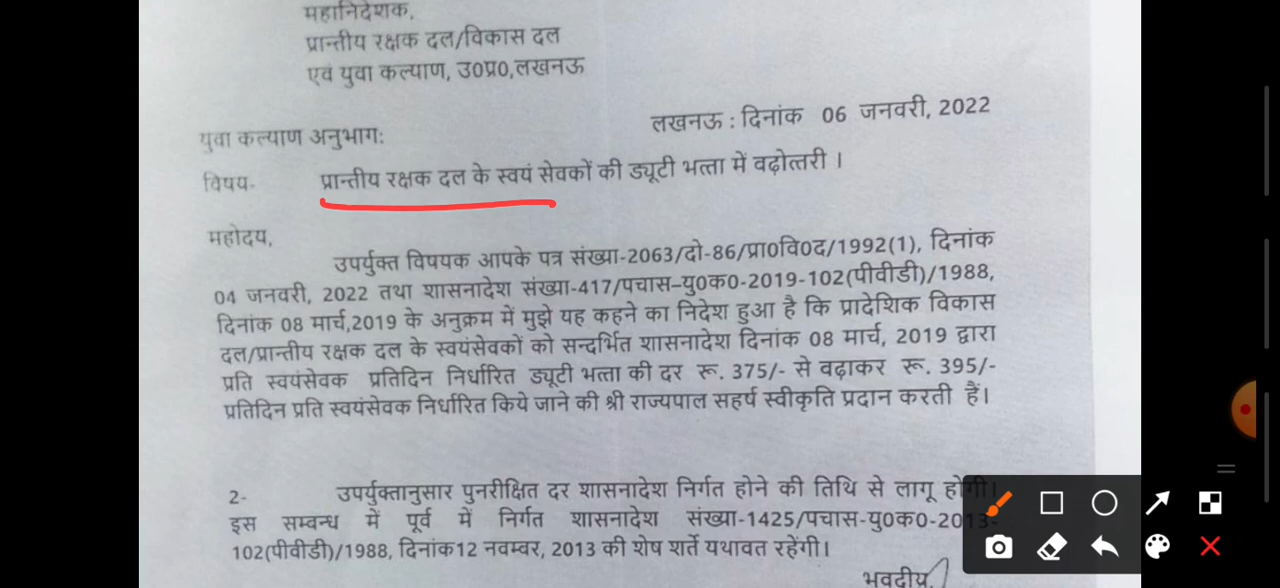 महानिदेशक,
प्रान्तीय रक्षक दल/विकास दल
एवं युवा कल्याण, उ0प्र0,लखनऊ
लखनऊ : दिनांक 06 जनवरी, 2022
युवा कल्याण अनुभागः
विषय- प्रान्तीय रक्षक दल के स्वयं सेवकों की ड्यूटी भत्ता में वढ़ोत्तरी ।
महोदय,
उपर्युक्त विषयक आपके पत्र संख्या-2063/दो-86/प्रा0वि0द/1992(1), दिनांक
04 जनवरी, 2022 तथा शासनादेश संख्या-417/पचास-यु0क0-2019-102(पीवीडी)/1988,
दिनांक 08 मार्च,2019 के अनुक्रम में मुझे यह कहने का निदेश हुआ है कि प्रादेशिक विकास
दल/प्रान्तीय रक्षक दल के स्वयंसेवकों को सन्दर्भित शासनादेश दिनांक 08 मार्च, 2019 द्वारा
प्रति स्वयंसेवक प्रतिदिन निर्धारित ड्यूटी भत्ता की दर रू. 375/- से वढ़ाकर रू. 395/-
प्रतिदिन प्रति स्वयंसेवक निर्धारित किये जाने की श्री राज्यपाल सहर्ष स्वीकृति प्रदान करती हैं।
2- उपर्युक्तानुसार पुनरीक्षित दर शासनादेश निर्गत होने की तिथि से लागू होगी।
इस सम्वन्ध में पूर्व में निर्गत शासनादेश संख्या-1425/पचास-यु0क0-2013-
102(पीवीडी)/1988, दिनांक12 नवम्वर, 2013 की शेष शर्ते यथावत रहेंगी।
भवदीय,